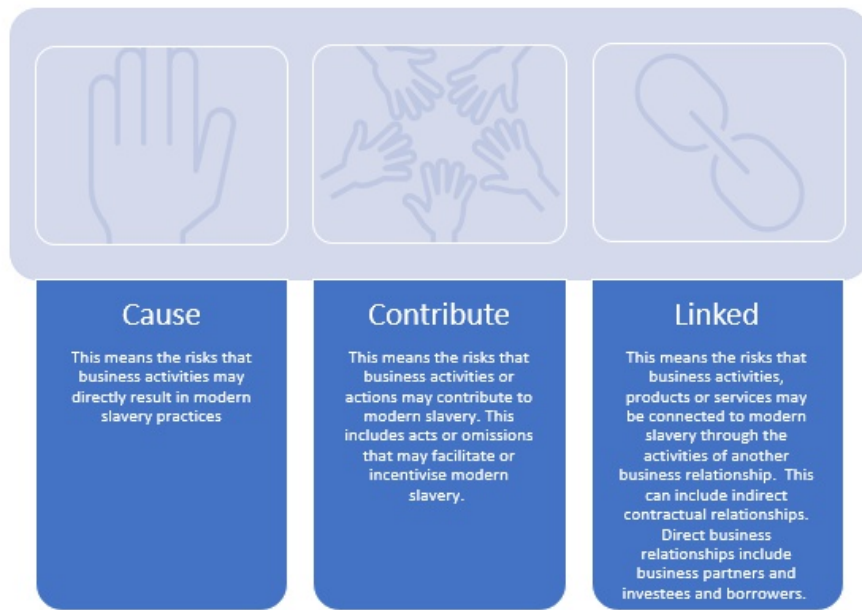 Cause
This means the risks that
business activities may
directly result in modern
slavery practices
Contribute
This means the risks that
business activities or
actions may contribute to
modern slavery. This
includes acts or omissions
that may facilitate or
incentivise modern
slavery.
Linked
This means the risks that
business activities,
products or services may
be connected to modern
slavery through the
activities of another
business relationship.  This
can include indirect
contractual relationships.
Direct business
relationships include
business partners and
investees and borrowers.